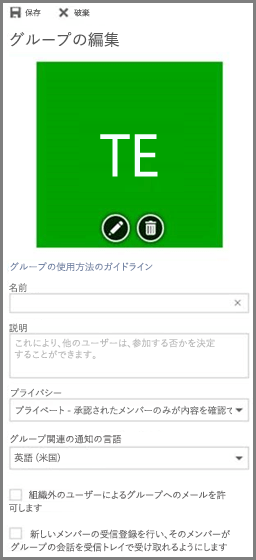 保存 破棄
グループの編集
TE
グループの使用方法のガイドライン
名前
説明
これにより、他のユーザーは、参加する否かを決定
することができます。
プライバシー
プライベート - 承認されたメンバーのみが内容を確認で
グループ関連の通知の言語
英語 (米国)
組織外のユーザーによるグループへのメールを許
可します
新しいメンバーの受信登録を行い、そのメンバーが
グループの会話を受信トレイで受け取れるようにします